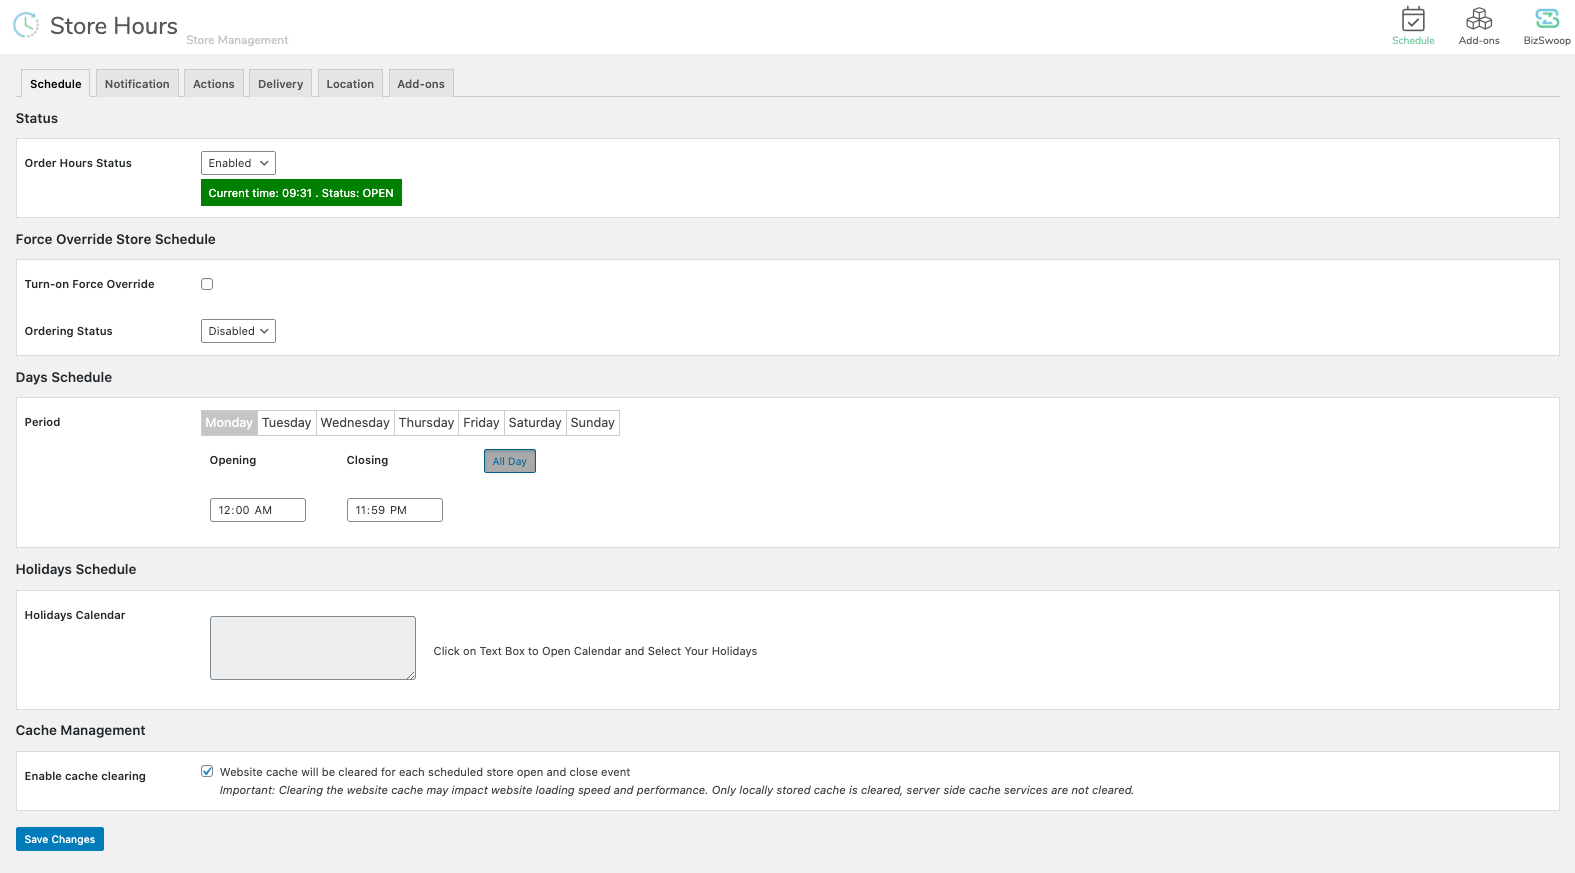 Store Hours
Store Management
Schedule
Add-ons
BizSwoop
Schedule
Notification
Actions
Delivery
Location
Add-ons
Status
Order Hours Status
Enabled
Current time: 09:31 . Status: OPEN
Force Override Store Schedule
Turn-on Force Override
Ordering Status
Disabled
Days Schedule
Period
Monday Tuesday Wednesday Thursday Friday Saturday Sunday
Opening
Closing
All Day
12:00 AM
11:59 PM
Holidays Schedule
Holidays Calendar
Click on Text Box to Open Calendar and Select Your Holidays
Cache Management
Enable cache clearing
Website cache will be cleared for each scheduled store open and close event
Important: Clearing the website cache may impact website loading speed and performance. Only locally stored cache is cleared, server side cache services are not cleared.
Save Changes